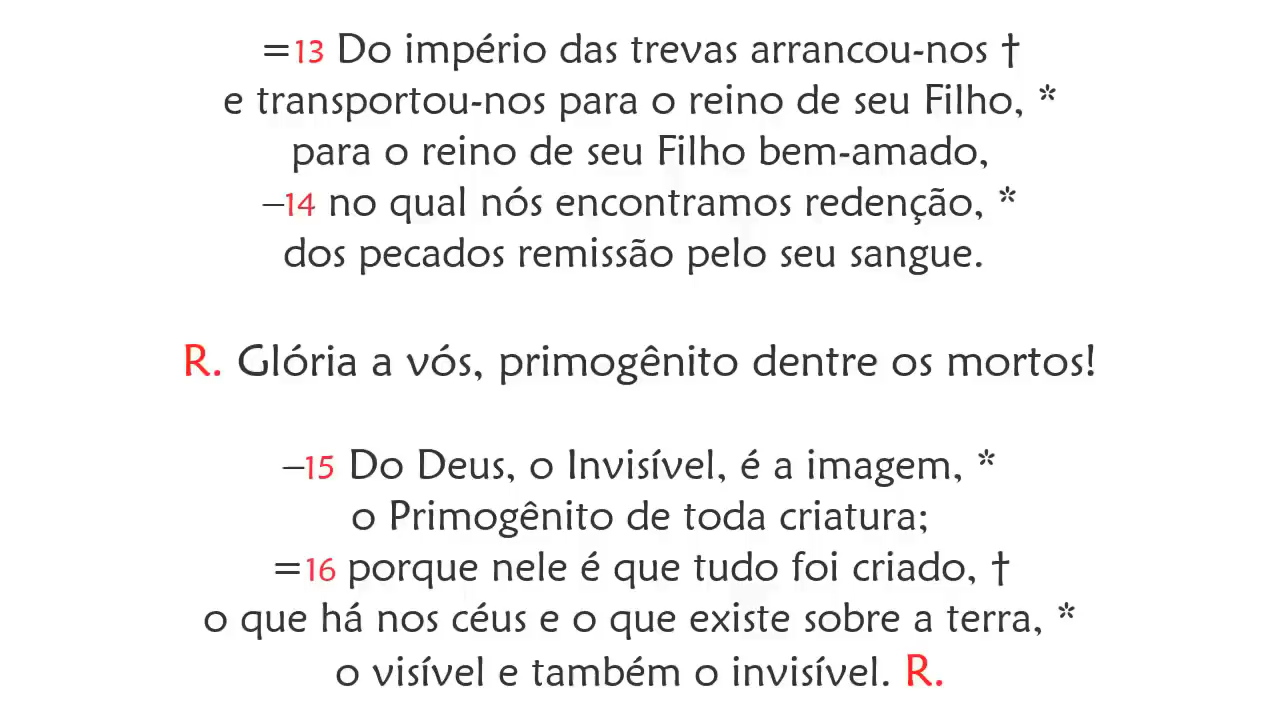 =13 Do império das trevas arrancou-nos †
e transportou-nos para o reino de seu Filho, *
para o reino de seu Filho bem-amado,
–14 no qual nós encontramos redenção, *
dos pecados remissão pelo seu sangue.
R. Glória a vós, primogênito dentre os mortos!
–15 Do Deus, o Invisível, é a imagem, *
o Primogênito de toda criatura;
=16 porque nele é que tudo foi criado, †
o que há nos céus e o que existe sobre a terra, *
o visível e também o invisível. R.